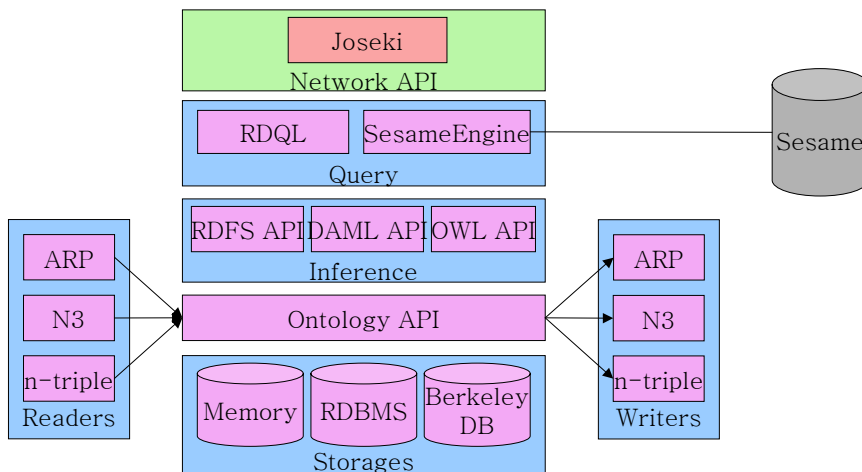 Joseki
Network API
RDQL
SesameEngine
Query
Sesame
RDFS API
DAML API
OWL API
Inference
ARP
N3
n-triple
Readers
Ontology API
ARP
N3
n-triple
Writers
Memory
RDBMS
Berkeley
DB
Storages